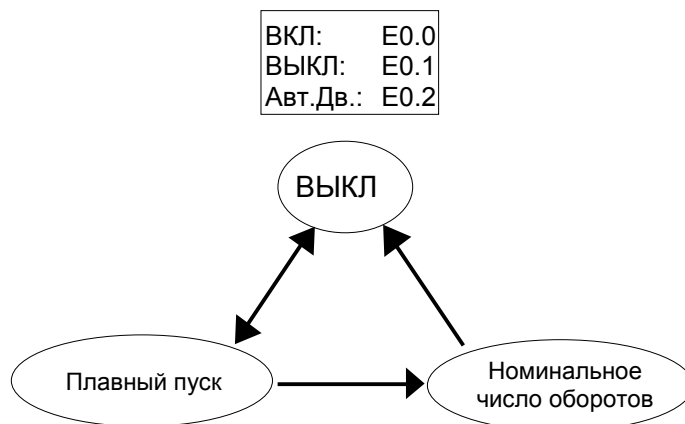 ВКЛ: E0.0
ВЫКЛ: E0.1
Авт.Дв.: E0.2
ВЫКЛ
Плавный пуск
Номинальное
число оборотов